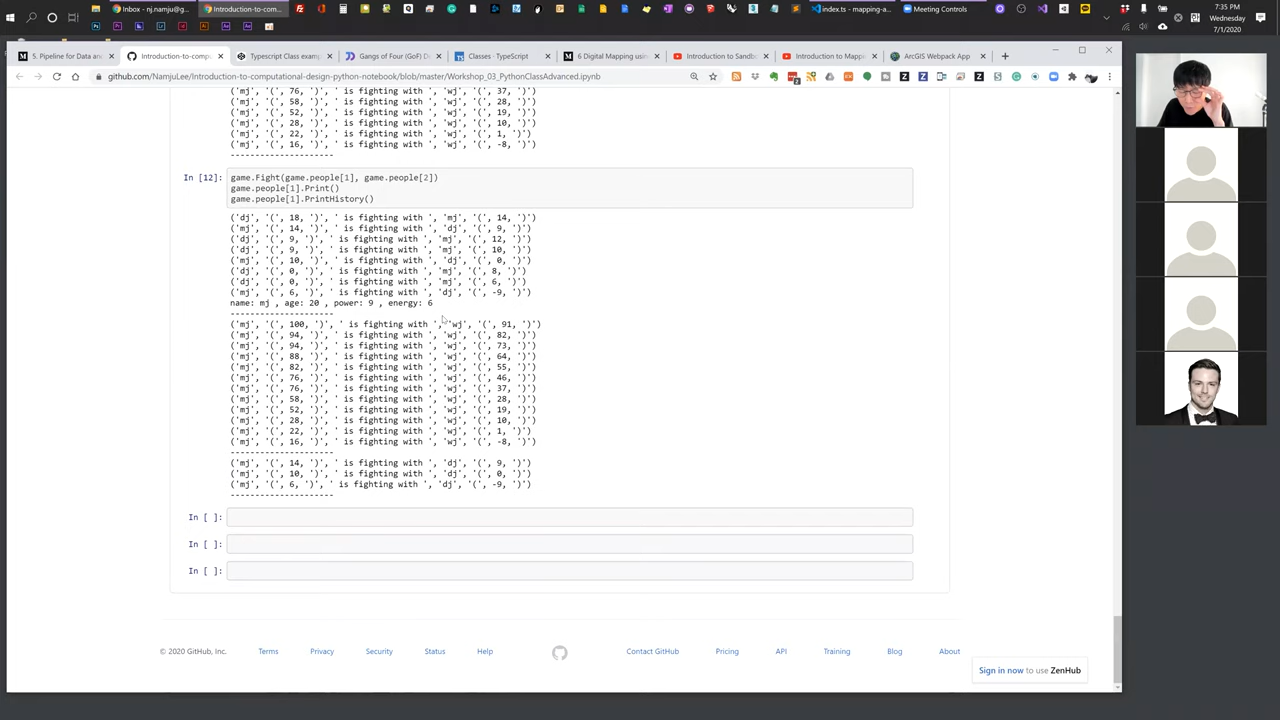 Inbox - nj.namju@g
Introduction-to-com
index.ts - mapping-a
Meeting Controls
7:35 PM
Wednesday
7/1/2020
5. Pipeline for Data an
Introduction-to-compu
Typescript Class exam
Gangs of Four (GoF) D
Classes · TypeScript
6 Digital Mapping usin
Introduction to Sandb
Introduction to Mapp
ArcGIS Webpack App
github.com/NamjuLee/Introduction-to-computational-design-python-notebook/blob/master/Workshop_03_PythonClassAdvanced.ipynb
('mj', '(', 76, ')', ' is fighting with ', 'wj', '(', 37, ')')
('mj', '(', 58, ')', ' is fighting with ', 'wj', '(', 28, ')')
('mj', '(', 52, ')', ' is fighting with ', 'wj', '(', 19, ')')
('mj', '(', 28, ')', ' is fighting with ', 'wj', '(', 10, ')')
('mj', '(', 22, ')', ' is fighting with ', 'wj', '(', 1, ')')
('mj', '(', 16, ')', ' is fighting with ', 'wj', '(', -8, ')')
---------------------
In [12]:
game.Fight(game.people[1], game.people[2])
game.people[1].Print()
game.people[1].PrintHistory()
('dj', '(', 18, ')', ' is fighting with ', 'mj', '(', 14, ')')
('mj', '(', 14, ')', ' is fighting with ', 'dj', '(', 9, ')')
('dj', '(', 9, ')', ' is fighting with ', 'mj', '(', 12, ')')
('dj', '(', 9, ')', ' is fighting with ', 'mj', '(', 10, ')')
('mj', '(', 10, ')', ' is fighting with ', 'dj', '(', 0, ')')
('dj', '(', 0, ')', ' is fighting with ', 'mj', '(', 8, ')')
('dj', '(', 0, ')', ' is fighting with ', 'mj', '(', 6, ')')
('mj', '(', 6, ')', ' is fighting with ', 'dj', '(', -9, ')')
name: mj , age: 20 , power: 9 , energy: 6
---------------------
('mj', '(', 100, ')', ' is fighting with ', 'wj', '(', 91, ')')
('mj', '(', 94, ')', ' is fighting with ', 'wj', '(', 82, ')')
('mj', '(', 94, ')', ' is fighting with ', 'wj', '(', 73, ')')
('mj', '(', 88, ')', ' is fighting with ', 'wj', '(', 64, ')')
('mj', '(', 82, ')', ' is fighting with ', 'wj', '(', 55, ')')
('mj', '(', 76, ')', ' is fighting with ', 'wj', '(', 46, ')')
('mj', '(', 76, ')', ' is fighting with ', 'wj', '(', 37, ')')
('mj', '(', 58, ')', ' is fighting with ', 'wj', '(', 28, ')')
('mj', '(', 52, ')', ' is fighting with ', 'wj', '(', 19, ')')
('mj', '(', 28, ')', ' is fighting with ', 'wj', '(', 10, ')')
('mj', '(', 22, ')', ' is fighting with ', 'wj', '(', 1, ')')
('mj', '(', 16, ')', ' is fighting with ', 'wj', '(', -8, ')')
---------------------
('mj', '(', 14, ')', ' is fighting with ', 'dj', '(', 9, ')')
('mj', '(', 10, ')', ' is fighting with ', 'dj', '(', 0, ')')
('mj', '(', 6, ')', ' is fighting with ', 'dj', '(', -9, ')')
---------------------
In [ ]:
In [ ]:
In [ ]:
© 2020 GitHub, Inc. Terms Privacy Security Status Help Contact GitHub Pricing API Training Blog About
Sign in now to use ZenHub